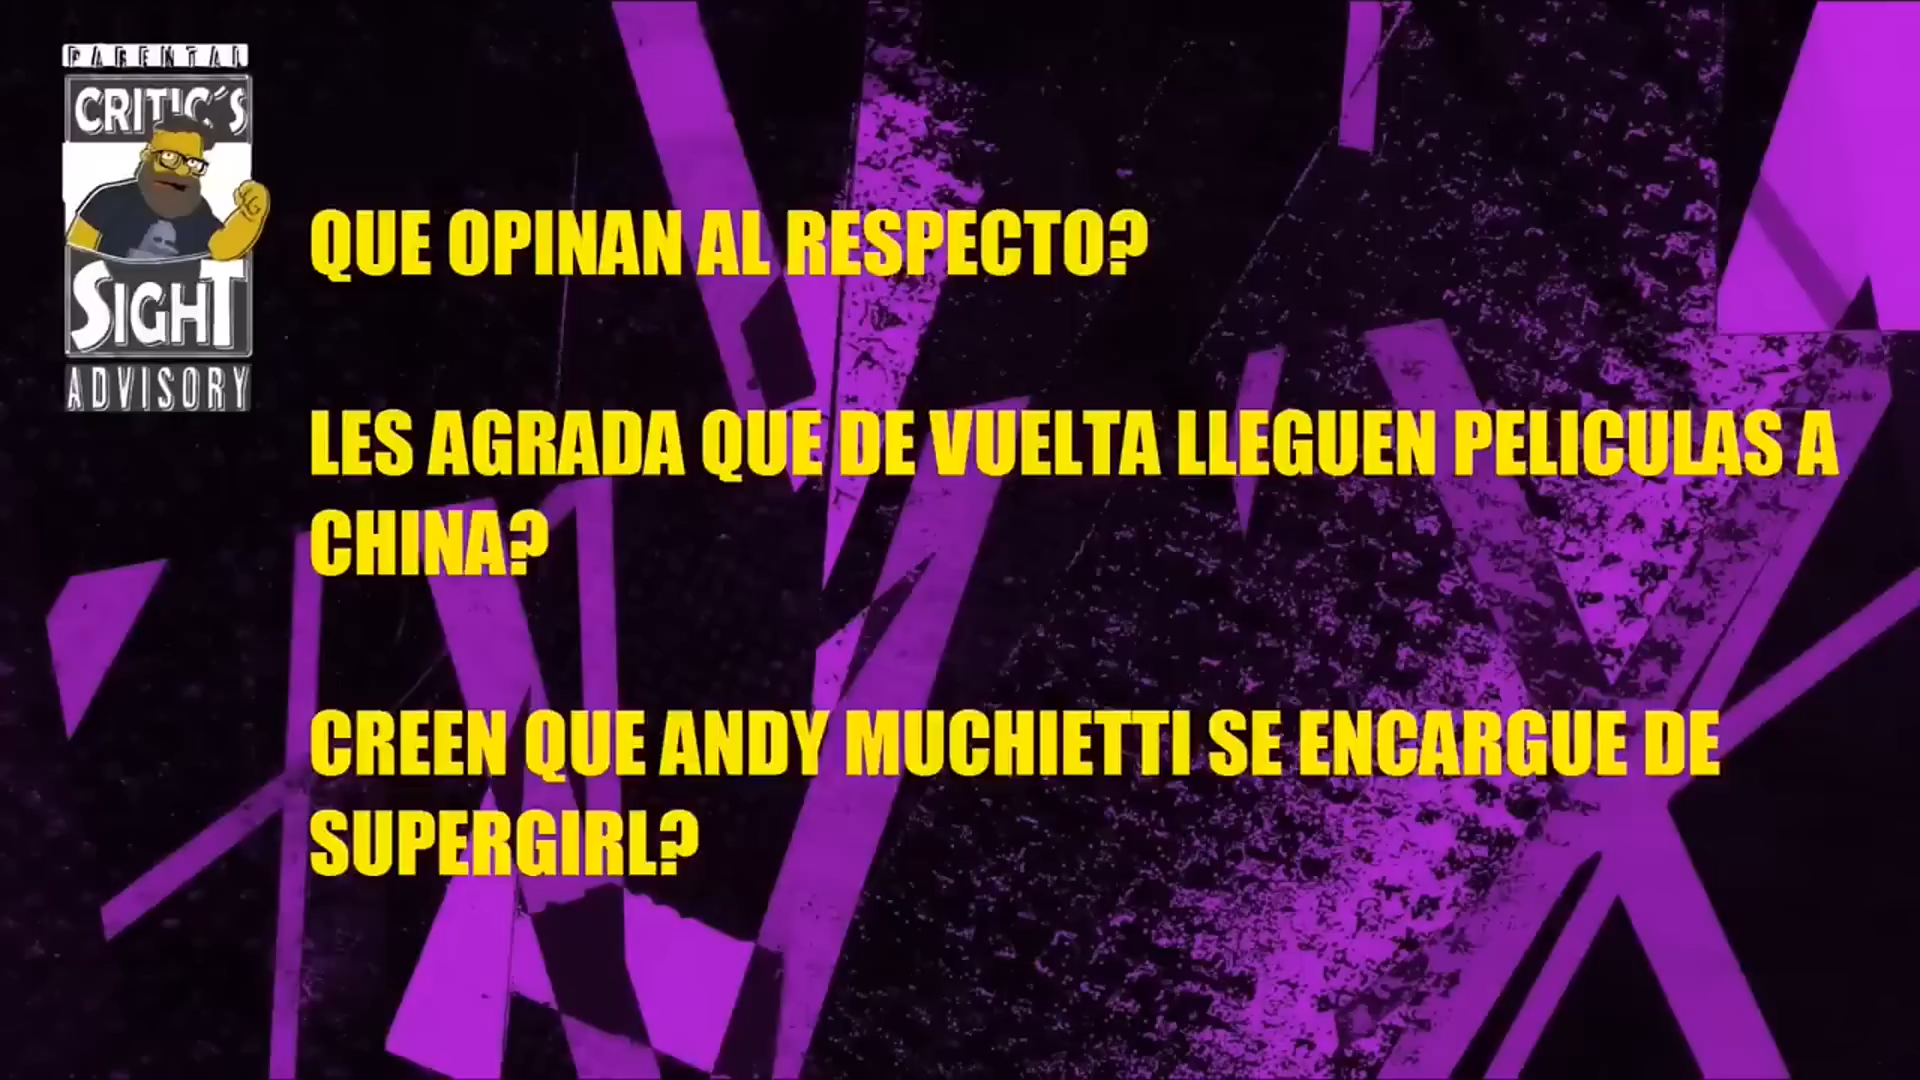 PARENTAL
CRITIC´S
SIGHT
ADVISORY
QUE OPINAN AL RESPECTO?
LES AGRADA QUE DE VUELTA LLEGUEN PELICULAS A
CHINA?
CREEN QUE ANDY MUCHIETTI SE ENCARGUE DE
SUPERGIRL?